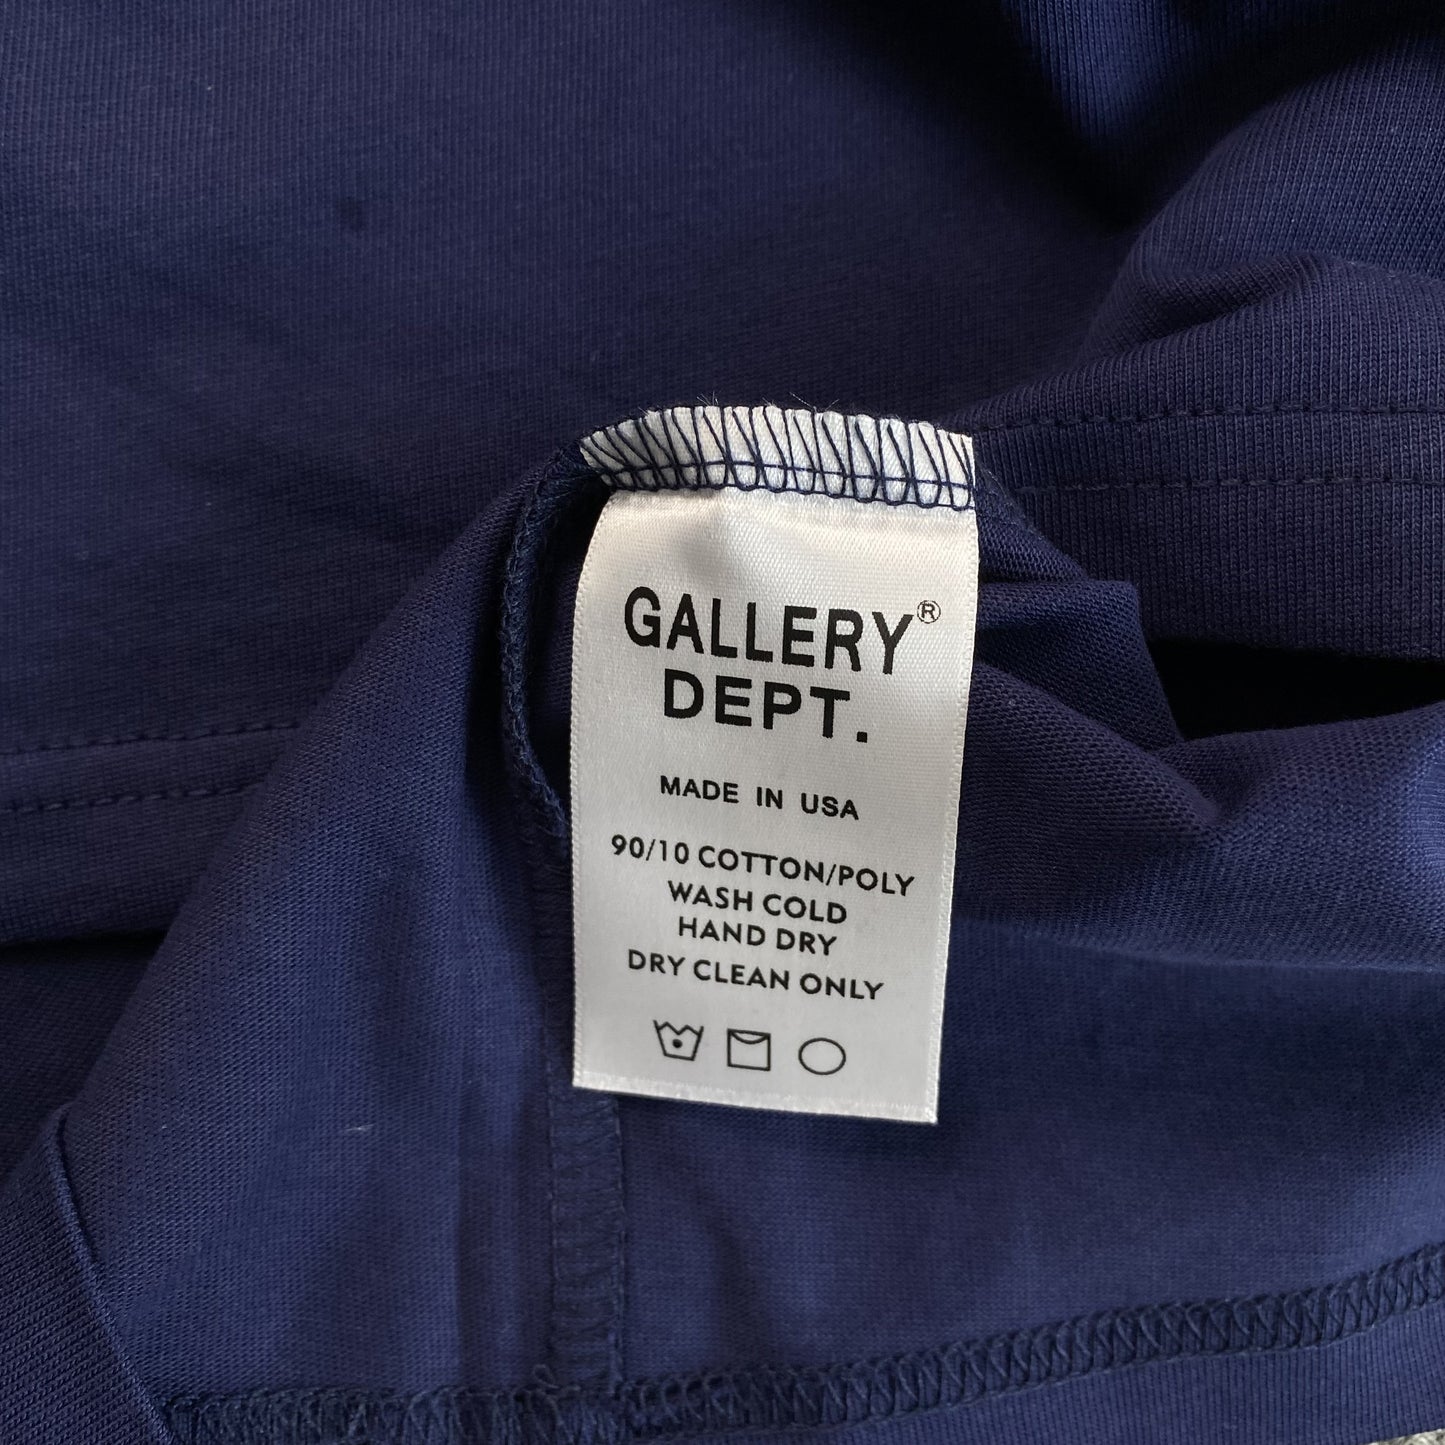 GALLERY®
DEPT.
MADE IN USA
90/10 COTTON/POLY
WASH COLD
HAND DRY
DRY CLEAN ONLY